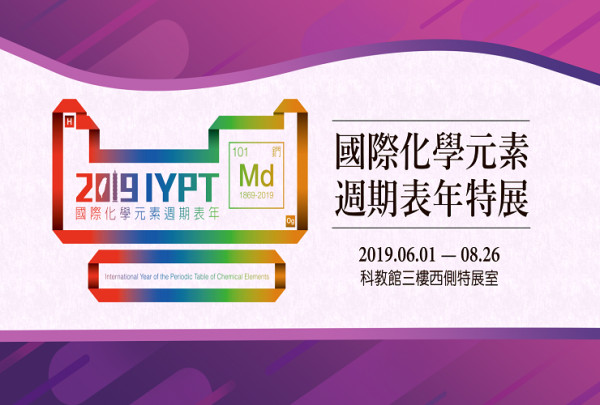 H
101 鍆
Md
1869-2019
2019 IYPT
國際化學元素週期表年
Og
International Year of the Periodic Table of Chemical Elements
國際化學元素
週期表年特展
2019.06.01 — 08.26
科教館三樓西側特展室